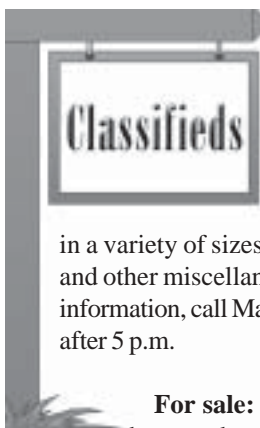 Classifieds
in a variety of sizes
and other miscellan
information, call Ma
after 5 p.m.
For sale: